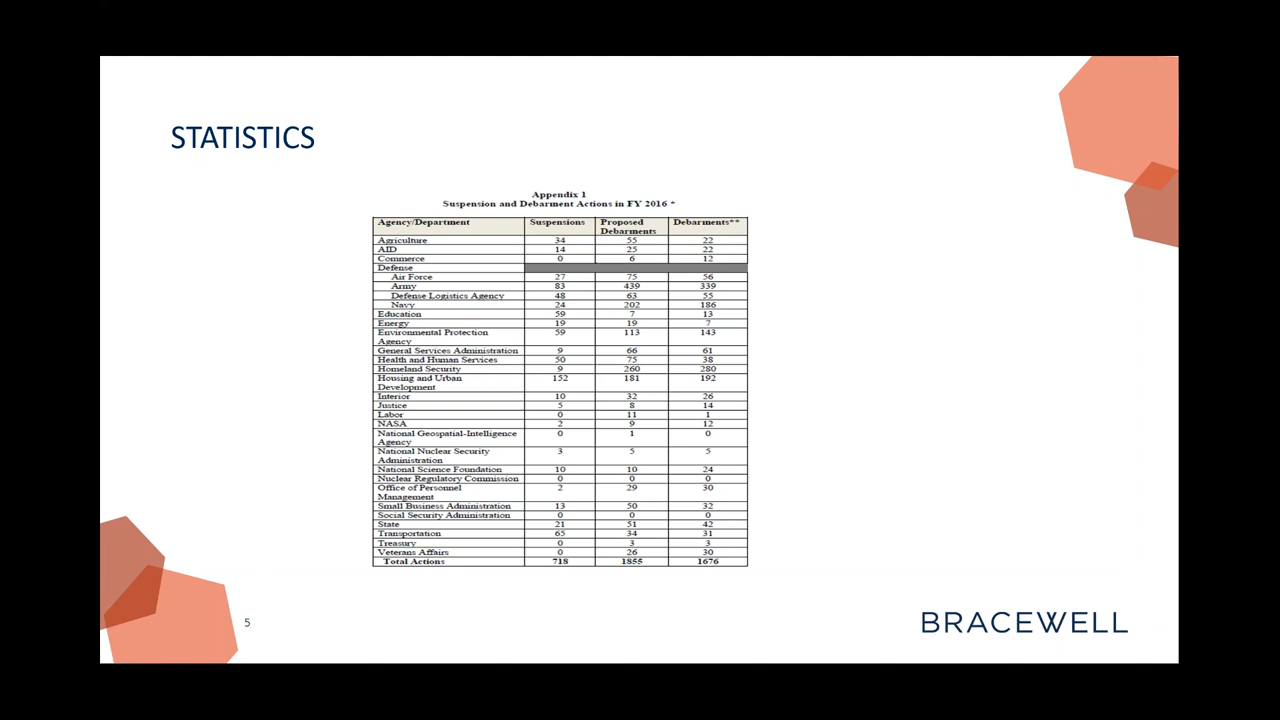 STATISTICS
Appendix 1
Suspension and Debarment Actions in FY 2016 *
Agency/Department Suspensions Proposed Debarments Debarments**
Agriculture 34 55 22
AID 14 25 22
Commerce 0 6 12
Defense
Air Force 27 75 56
Army 83 439 339
Defense Logistics Agency 48 63 55
Navy 24 202 186
Education 59 7 13
Energy 19 19 7
Environmental Protection Agency 59 113 143
General Services Administration 9 66 61
Health and Human Services 50 75 38
Homeland Security 9 260 280
Housing and Urban Development 152 181 192
Interior 10 32 26
Justice 5 8 14
Labor 0 11 1
NASA 2 9 12
National Geospatial-Intelligence Agency 0 1 0
National Nuclear Security Administration 3 5 5
National Science Foundation 10 10 24
Nuclear Regulatory Commission 0 0 0
Office of Personnel Management 2 29 30
Small Business Administration 13 50 32
Social Security Administration 0 0 0
State 21 51 42
Transportation 65 34 31
Treasury 0 3 3
Veterans Affairs 0 26 30
Total Actions 718 1855 1676
5
BRACEWELL